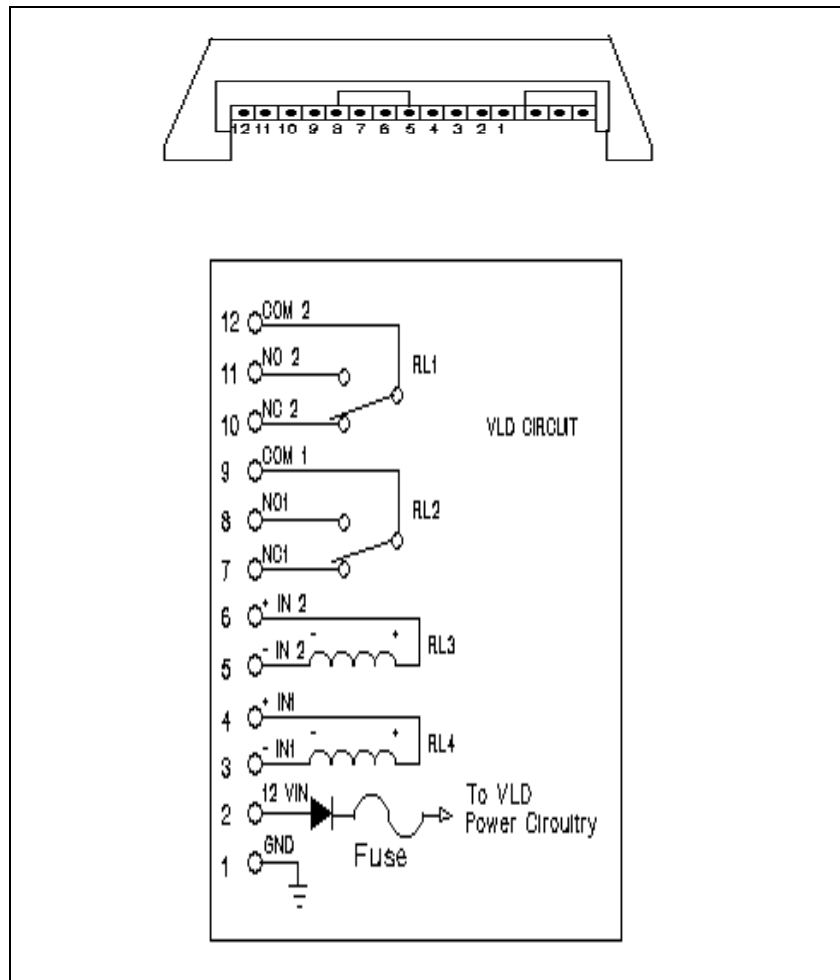 12 11 10 9 8 7 6 5 4 3 2 1
12 COM 2
RL1
11 NO 2
10 NC 2
VLD CIRCUIT
9 COM 1
8 NO1
RL2
7 NC1
6 + IN 2
- +
RL3
5 - IN 2
4 + IN1
- +
RL4
3 - IN1
2 12 VIN
To VLD
Power Circuitry
Fuse
1 GND